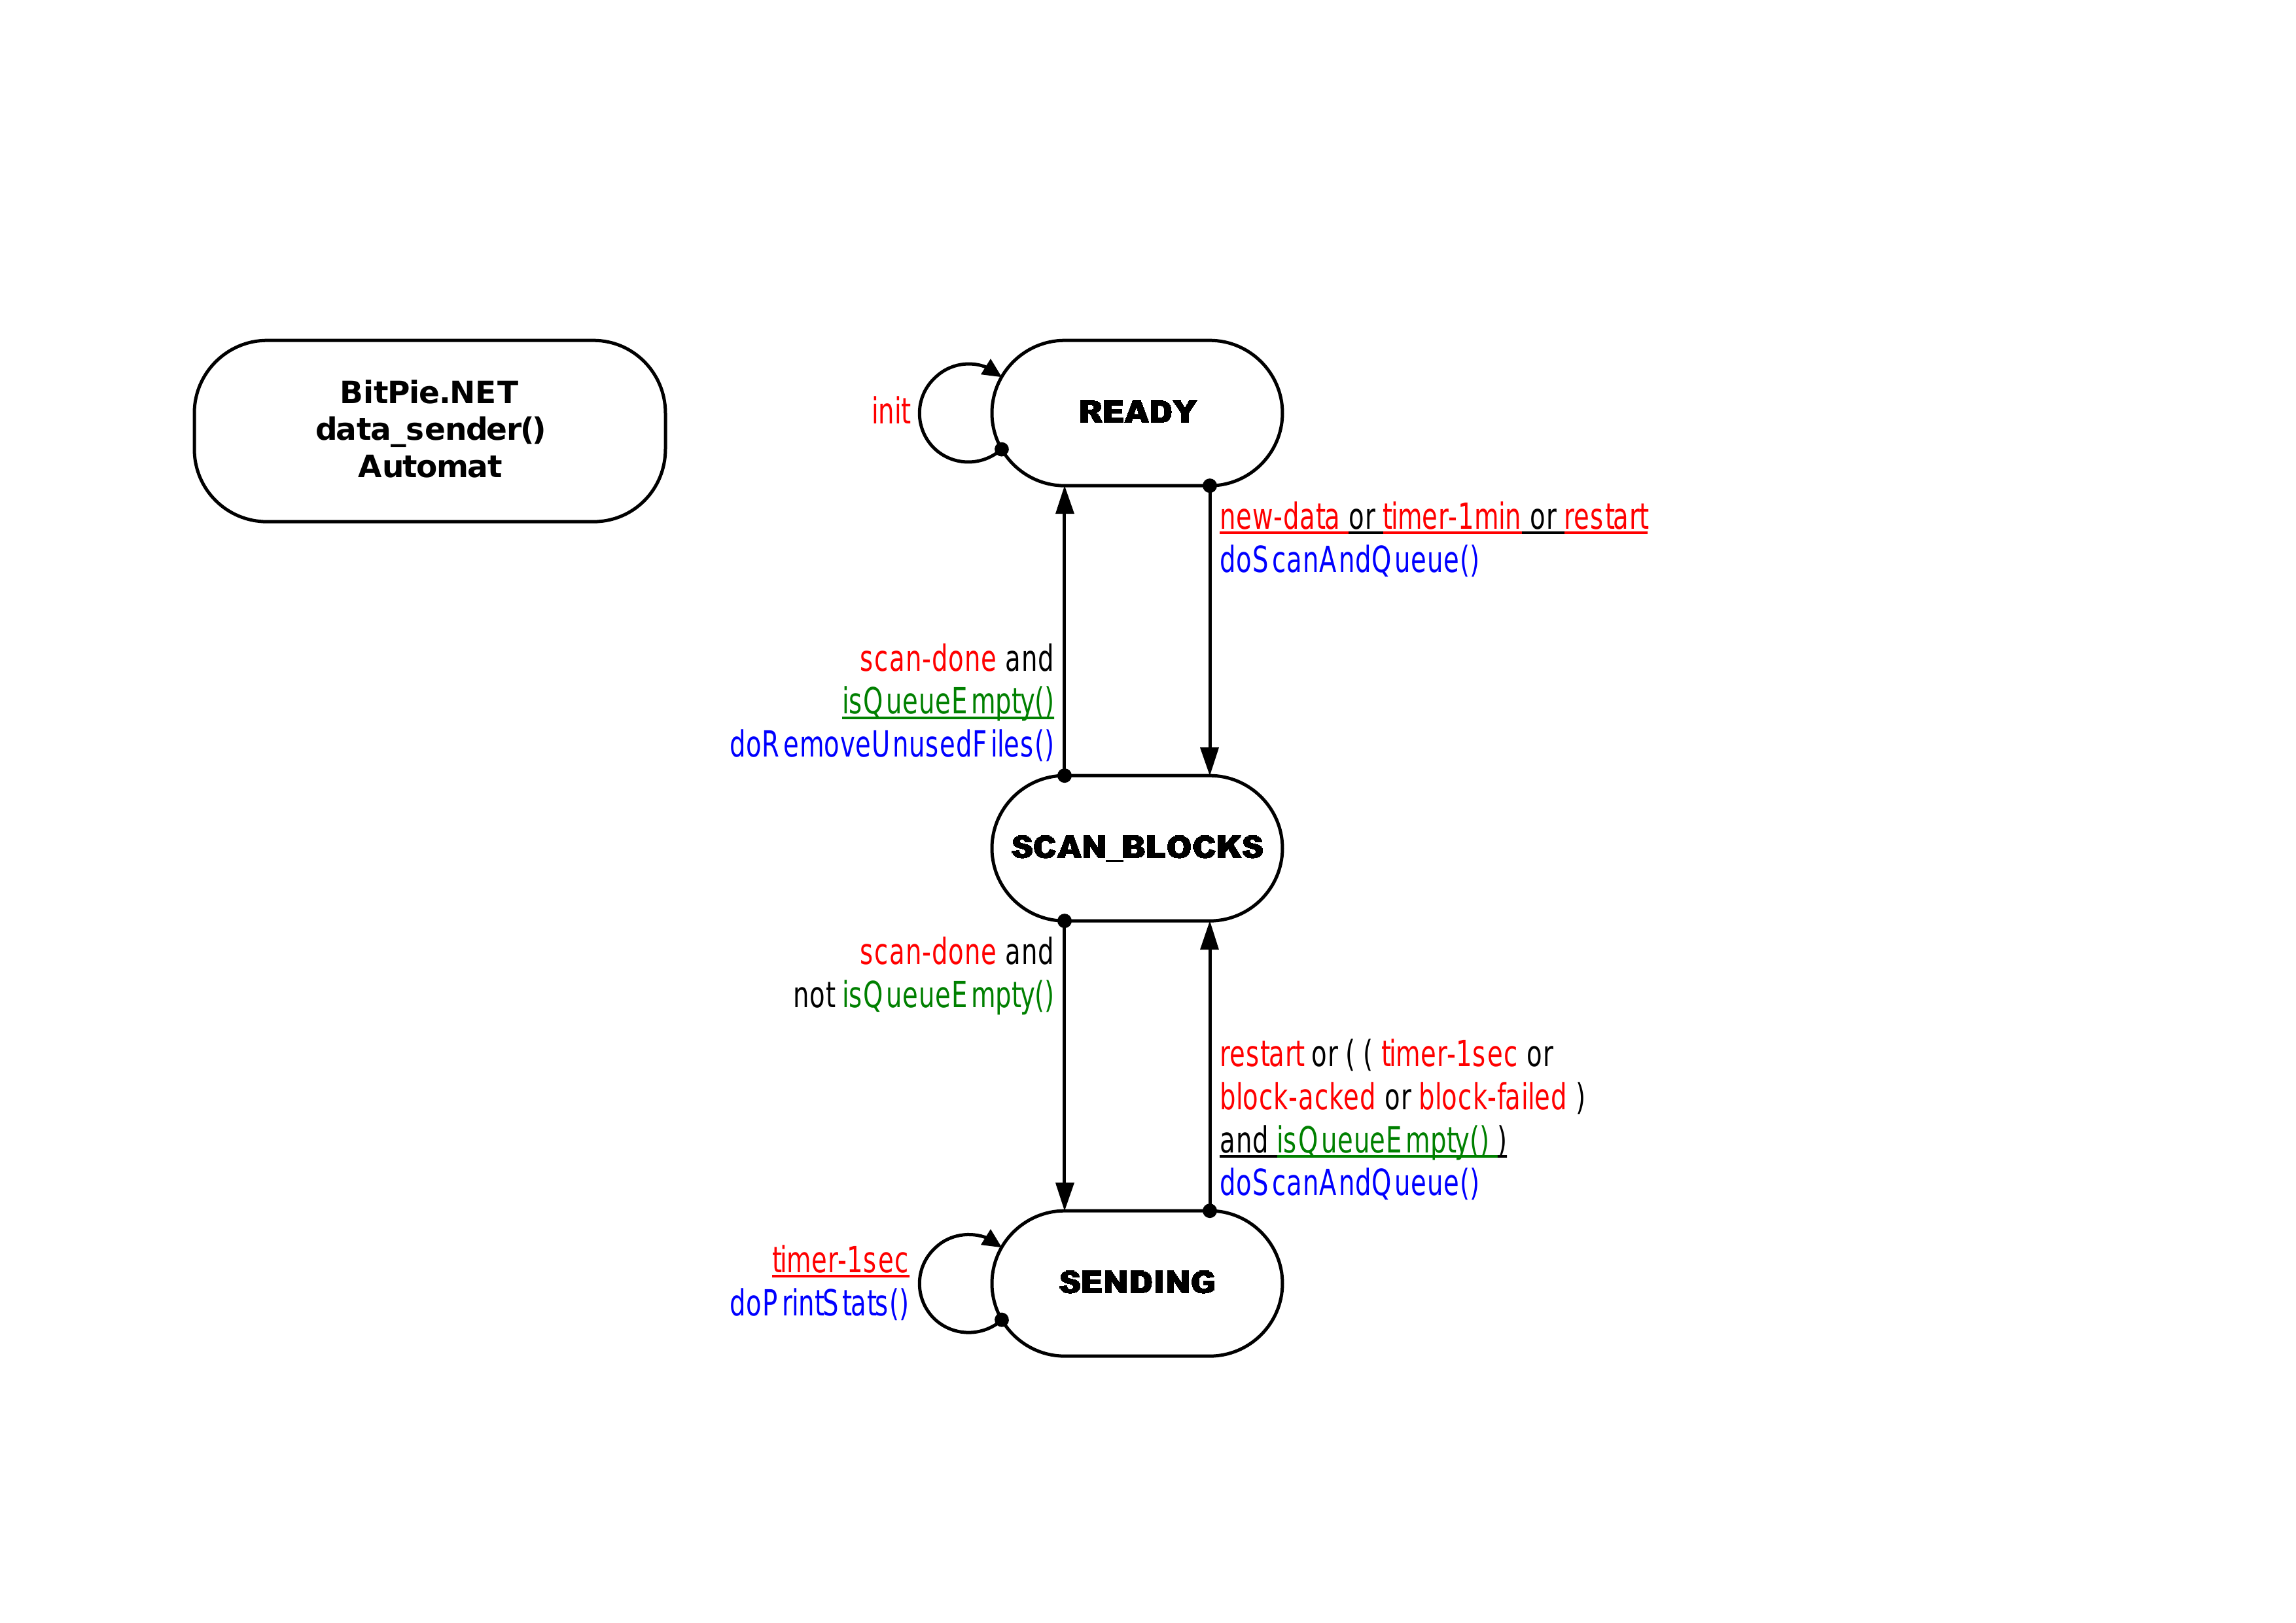 BitPie.NET
data_sender()
Automat
READY
init
new-data or timer-1min or restart
doScanAndQueue()
scan-done and
isQueueEmpty()
doRemoveUnusedFiles()
SCAN_BLOCKS
scan-done and
not isQueueEmpty()
restart or ( ( timer-1sec or
block-acked or block-failed )
and isQueueEmpty() )
doScanAndQueue()
timer-1sec
doPrintStats()
SENDING